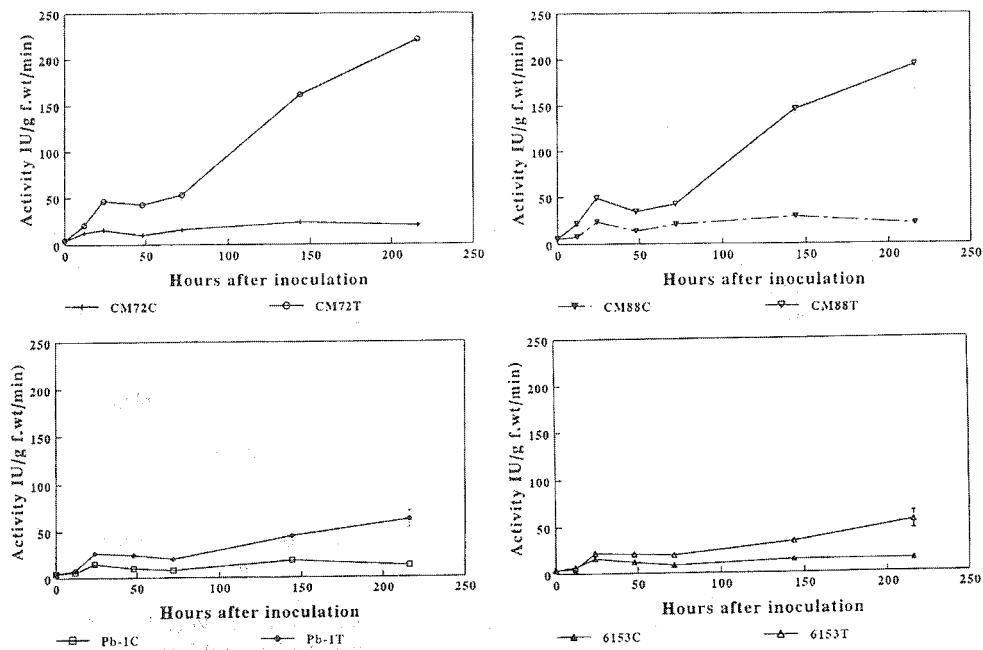 Activity IU/g f.wt/min)
250
200
150
100
50
0
0 50 100 150 200 250
Hours after inoculation
CM72C CM72T
Activity IU/g f.wt/min)
250
200
150
100
50
0
0 50 100 150 200 250
Hours after inoculation
CM88C CM88T
Activity IU/g f.wt/min)
250
200
150
100
50
0
0 50 100 150 200 250
Hours after inoculation
Pb-1C Pb-1T
Activity IU/g f.wt/min)
250
200
150
100
50
0
0 50 100 150 200 250
Hours after inoculation
6153C 6153T